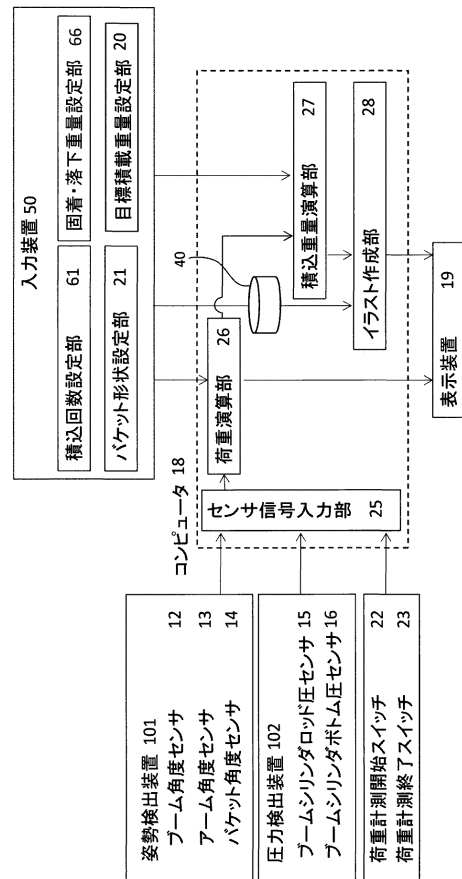 入力装置 50
積込回数設定部 61
固着・落下重量設定部 66
バケット形状設定部 21
目標積載重量設定部 20
コンピュータ 18
センサ信号入力部 25
荷重演算部 26
40
積込重量演算部 27
イラスト作成部 28
表示装置 19
姿勢検出装置 101
ブーム角度センサ 12
アーム角度センサ 13
バケット角度センサ 14
圧力検出装置 102
ブームシリンダロッド圧センサ 15
ブームシリンダボトム圧センサ 16
荷重計測開始スイッチ 22
荷重計測終了スイッチ 23